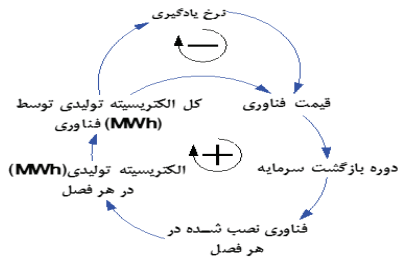 نرخ یادگیری
کل الکتریسیته تولیدی توسط
فناوری (MWh)
قیمت فناوری
الکتریسیته تولیدی(MWh)
در هر فصل
دوره بازگشت سرمایه
فناوری نصب شده در
هر فصل